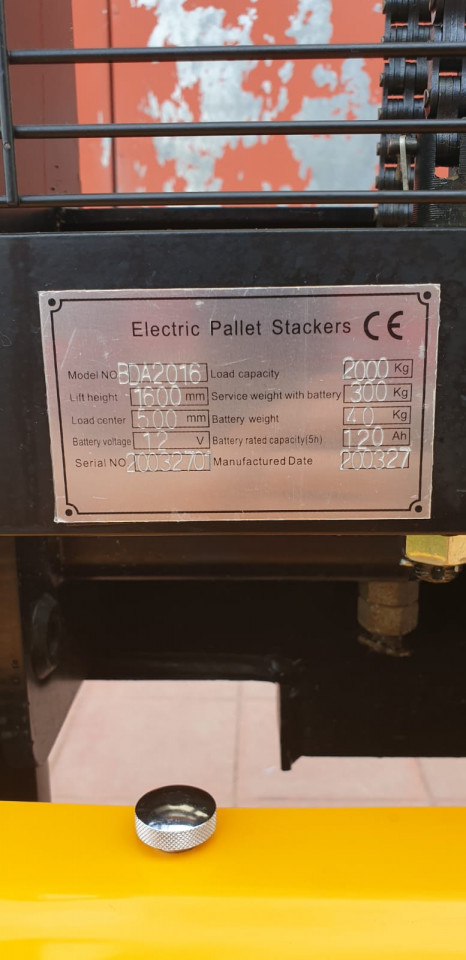 Electric Pallet Stackers CE
Model NO BDA2016 Load capacity 2000 Kg
Lift height 1600 mm Service weight with battery 300 Kg
Load center 500 mm Battery weight 40 Kg
Battery voltage 12 V Battery rated capacity(5h) 120 Ah
Serial NO 20032701 Manufactured Date 200327